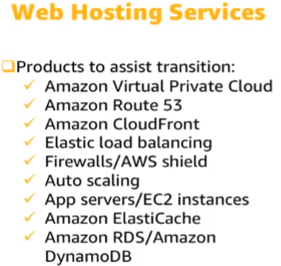 Web Hosting Services
Products to assist transition:
Amazon Virtual Private Cloud
Amazon Route 53
Amazon CloudFront
Elastic load balancing
Firewalls/AWS shield
Auto scaling
App servers/EC2 instances
Amazon ElastiCache
Amazon RDS/Amazon
DynamoDB